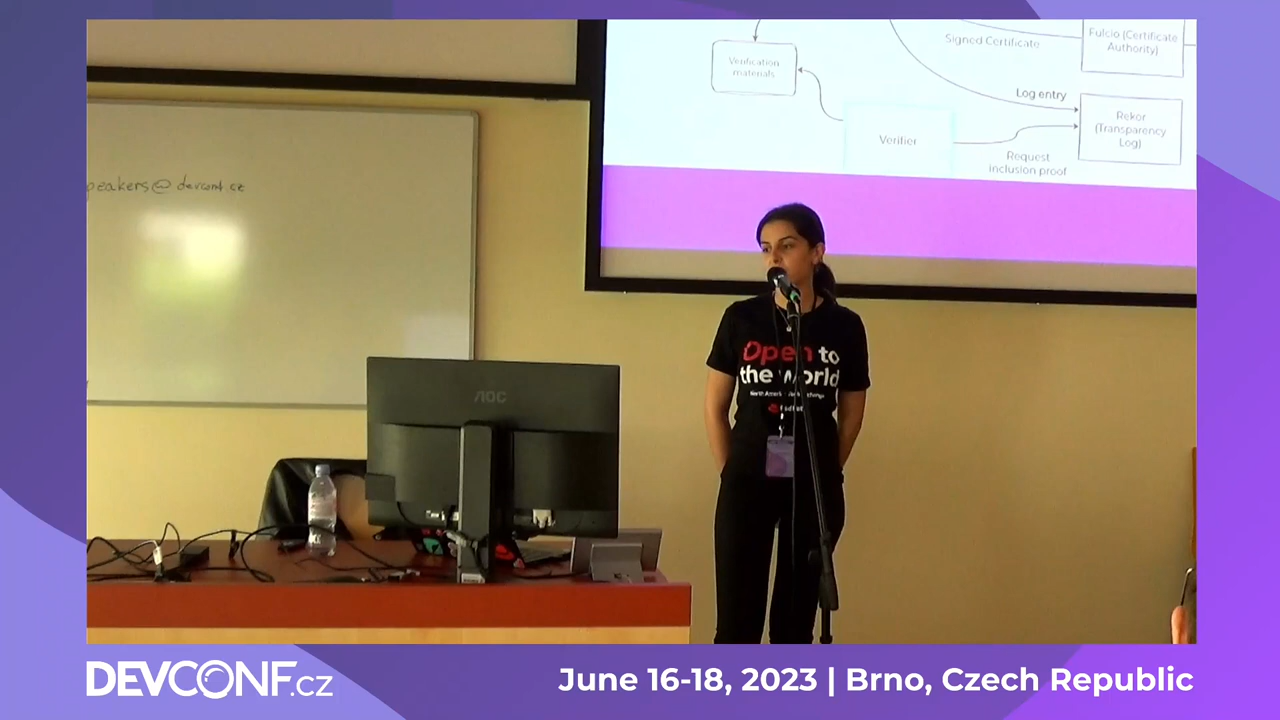 Signed Certificate
Fulcio (Certificate
Authority)
Verification
materials
Log entry
Rekor
(Transparency
Log)
Verifier
Request
inclusion proof
peakers@devconf.cz
Open to
the world
AOC
DEVCONF.CZ
June 16-18, 2023 | Brno, Czech Republic